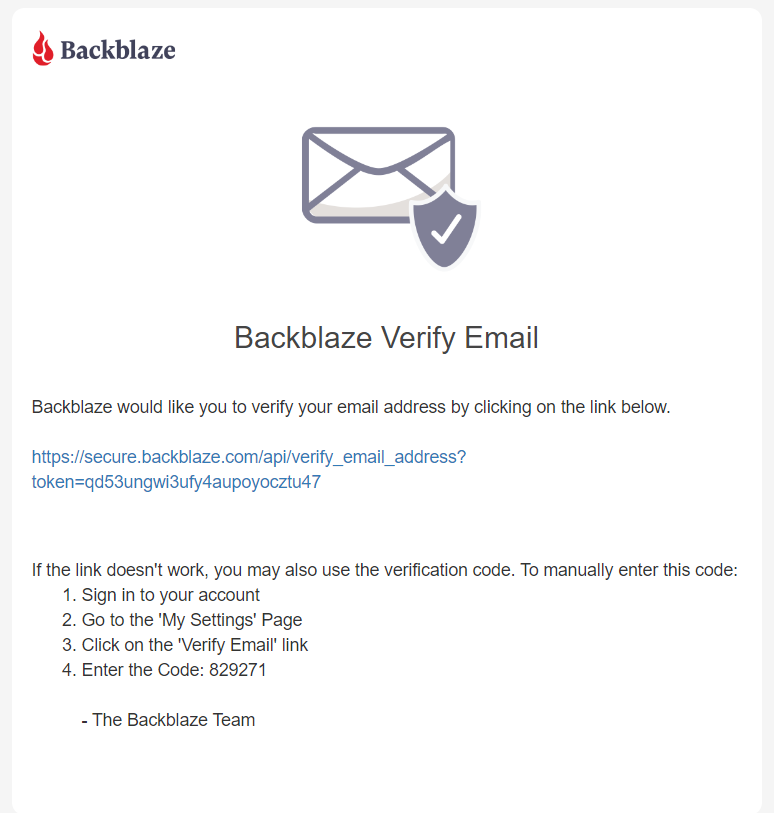 Backblaze
Backblaze Verify Email
Backblaze would like you to verify your email address by clicking on the link below.
https://secure.backblaze.com/api/verify_email_address?
token=qd53ungwi3ufy4aupoyocztu47
If the link doesn't work, you may also use the verification code. To manually enter this code:
1. Sign in to your account
2. Go to the 'My Settings' Page
3. Click on the 'Verify Email' link
4. Enter the Code: 829271
- The Backblaze Team